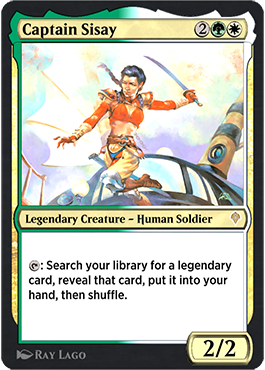 Captain Sisay 2
Legendary Creature – Human Soldier
: Search your library for a legendary
card, reveal that card, put it into your
hand, then shuffle.
2/2
RAY LAGO